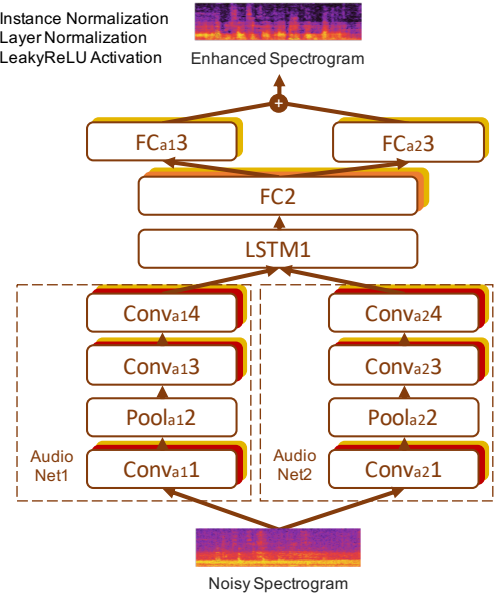 Instance Normalization
Layer Normalization
LeakyReLU Activation
Enhanced Spectrogram
+
FCa13
FCa23
FC2
LSTM1
Conva14
Conva24
Conva13
Conva23
Poola12
Poola22
Audio
Net1
Conva11
Audio
Net2
Conva21
Noisy Spectrogram